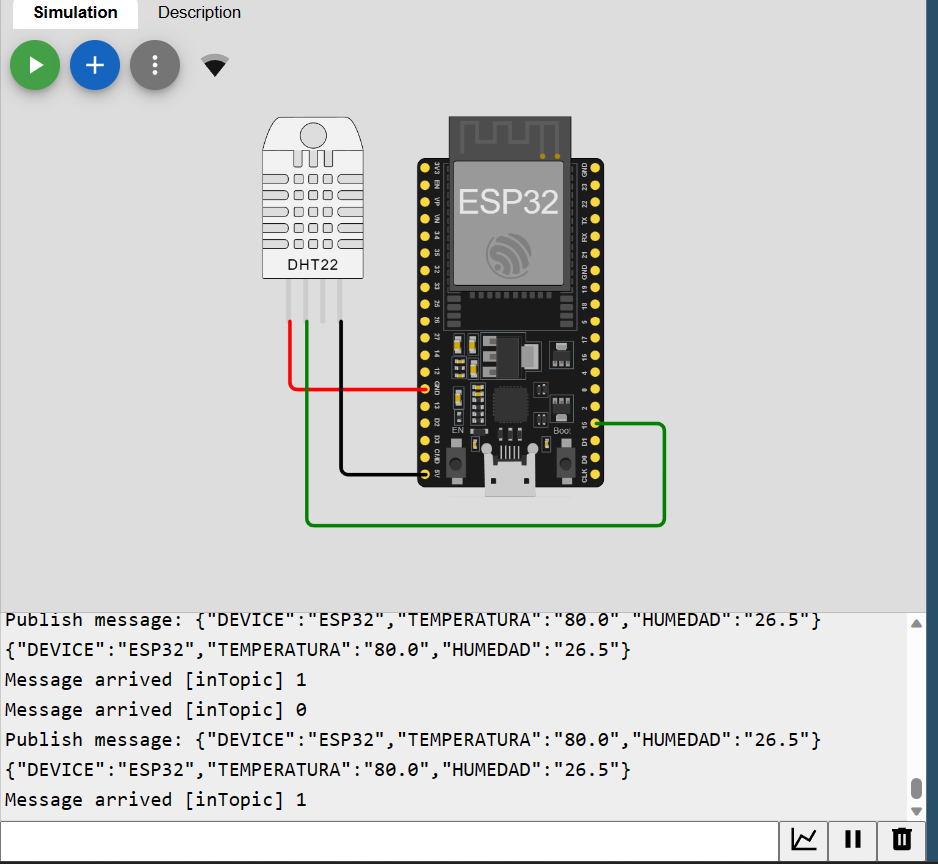 Simulation Description
DHT22
ESP32
3V3
EN
VP
VN
34
35
32
33
25
26
27
14
12
GND
13
D2
D3
CMD
5V
GND
23
22
TX
RX
21
GND
19
18
5
17
16
4
0
2
15
D1
D0
CLK
EN
Boot
Publish message: {"DEVICE":"ESP32","TEMPERATURA":"80.0","HUMEDAD":"26.5"}
{"DEVICE":"ESP32","TEMPERATURA":"80.0","HUMEDAD":"26.5"}
Message arrived [inTopic] 1
Message arrived [inTopic] 0
Publish message: {"DEVICE":"ESP32","TEMPERATURA":"80.0","HUMEDAD":"26.5"}
{"DEVICE":"ESP32","TEMPERATURA":"80.0","HUMEDAD":"26.5"}
Message arrived [inTopic] 1